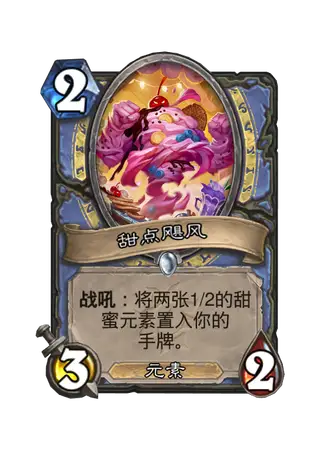 2
甜点飓风
战吼：将两张1/2的甜
蜜元素置入你的
手牌。
3
元素
2